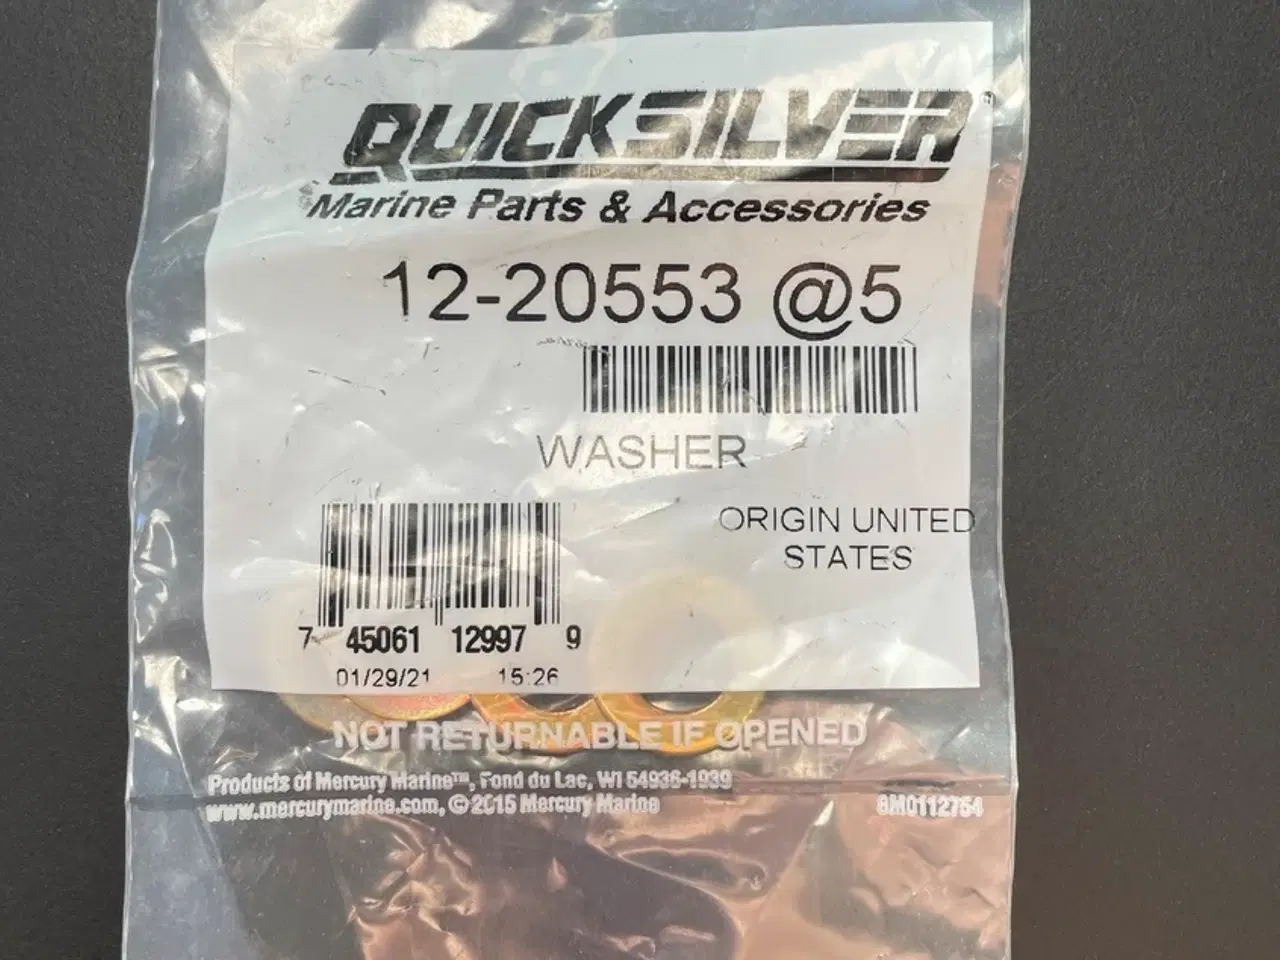 QUICKSILVER®
Marine Parts & Accessories
12-20553 @5
WASHER
ORIGIN UNITED
STATES
7 45061 12997 9
01/29/21 15:26
NOT RETURNABLE IF OPENED
Products of Mercury Marine™, Fond du Lac, WI 54936-1939
www.mercurymarine.com, © 2015 Mercury Marine
8M0112754